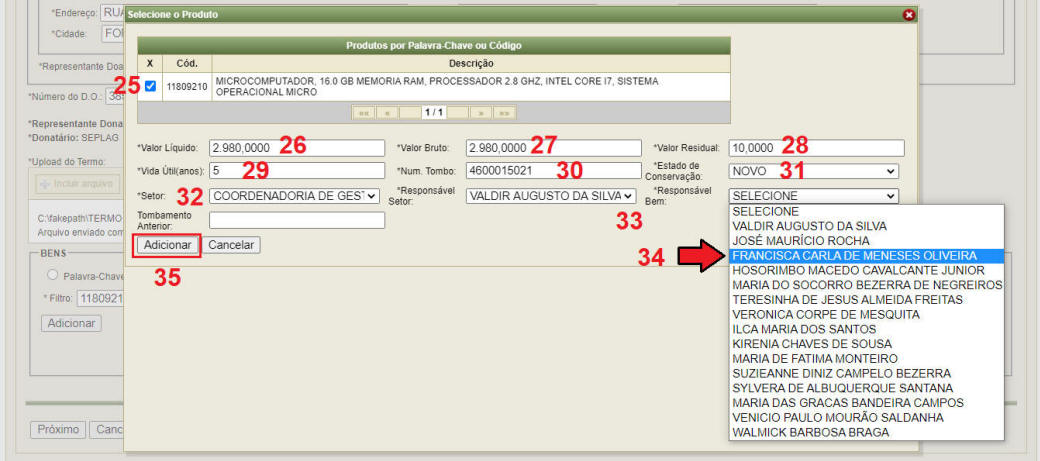 *Endereço: RUA
Selecione o Produto
*Cidade: FOR
Produtos por Palavra-Chave ou Código
X Cód. Descrição
*Representante Doa
25 11809210 MICROCOMPUTADOR, 16.0 GB MEMORIA RAM, PROCESSADOR 2.8 GHZ, INTEL CORE I7, SISTEMA
OPERACIONAL MICRO
*Número do D.O.: 385
«« « 1 / 1 » »»
*Representante Dona
*Donatário: SEPLAG
*Valor Líquido: 2.980,0000 26 *Valor Bruto: 2.980,0000 27 *Valor Residual: 10,0000 28
*Upload do Termo:
*Vida Útil(anos): 5 29 *Num. Tombo: 4600015021 30 *Estado de
Conservação: NOVO 31
Incluir arquivo
*Setor: 32 COORDENADORIA DE GEST *Responsável
Setor: VALDIR AUGUSTO DA SILVA 33 *Responsável
Bem: SELECIONE
C:\fakepath\TERMO
Arquivo enviado com
Tombamento
Anterior:
Adicionar Cancelar
35
BENS
Palavra-Chave
* Filtro: 1180921
Adicionar
34
SELECIONE
VALDIR AUGUSTO DA SILVA
JOSÉ MAURÍCIO ROCHA
FRANCISCA CARLA DE MENESES OLIVEIRA
HOSORIMBO MACEDO CAVALCANTE JUNIOR
MARIA DO SOCORRO BEZERRA DE NEGREIROS
TERESINHA DE JESUS ALMEIDA FREITAS
VERONICA CORPE DE MESQUITA
ILCA MARIA DOS SANTOS
KIRENIA CHAVES DE SOUSA
MARIA DE FATIMA MONTEIRO
SUZIEANNE DINIZ CAMPELO BEZERRA
SYLVERA DE ALBUQUERQUE SANTANA
MARIA DAS GRACAS BANDEIRA CAMPOS
VENICIO PAULO MOURÃO SALDANHA
WALMICK BARBOSA BRAGA
Próximo Canc